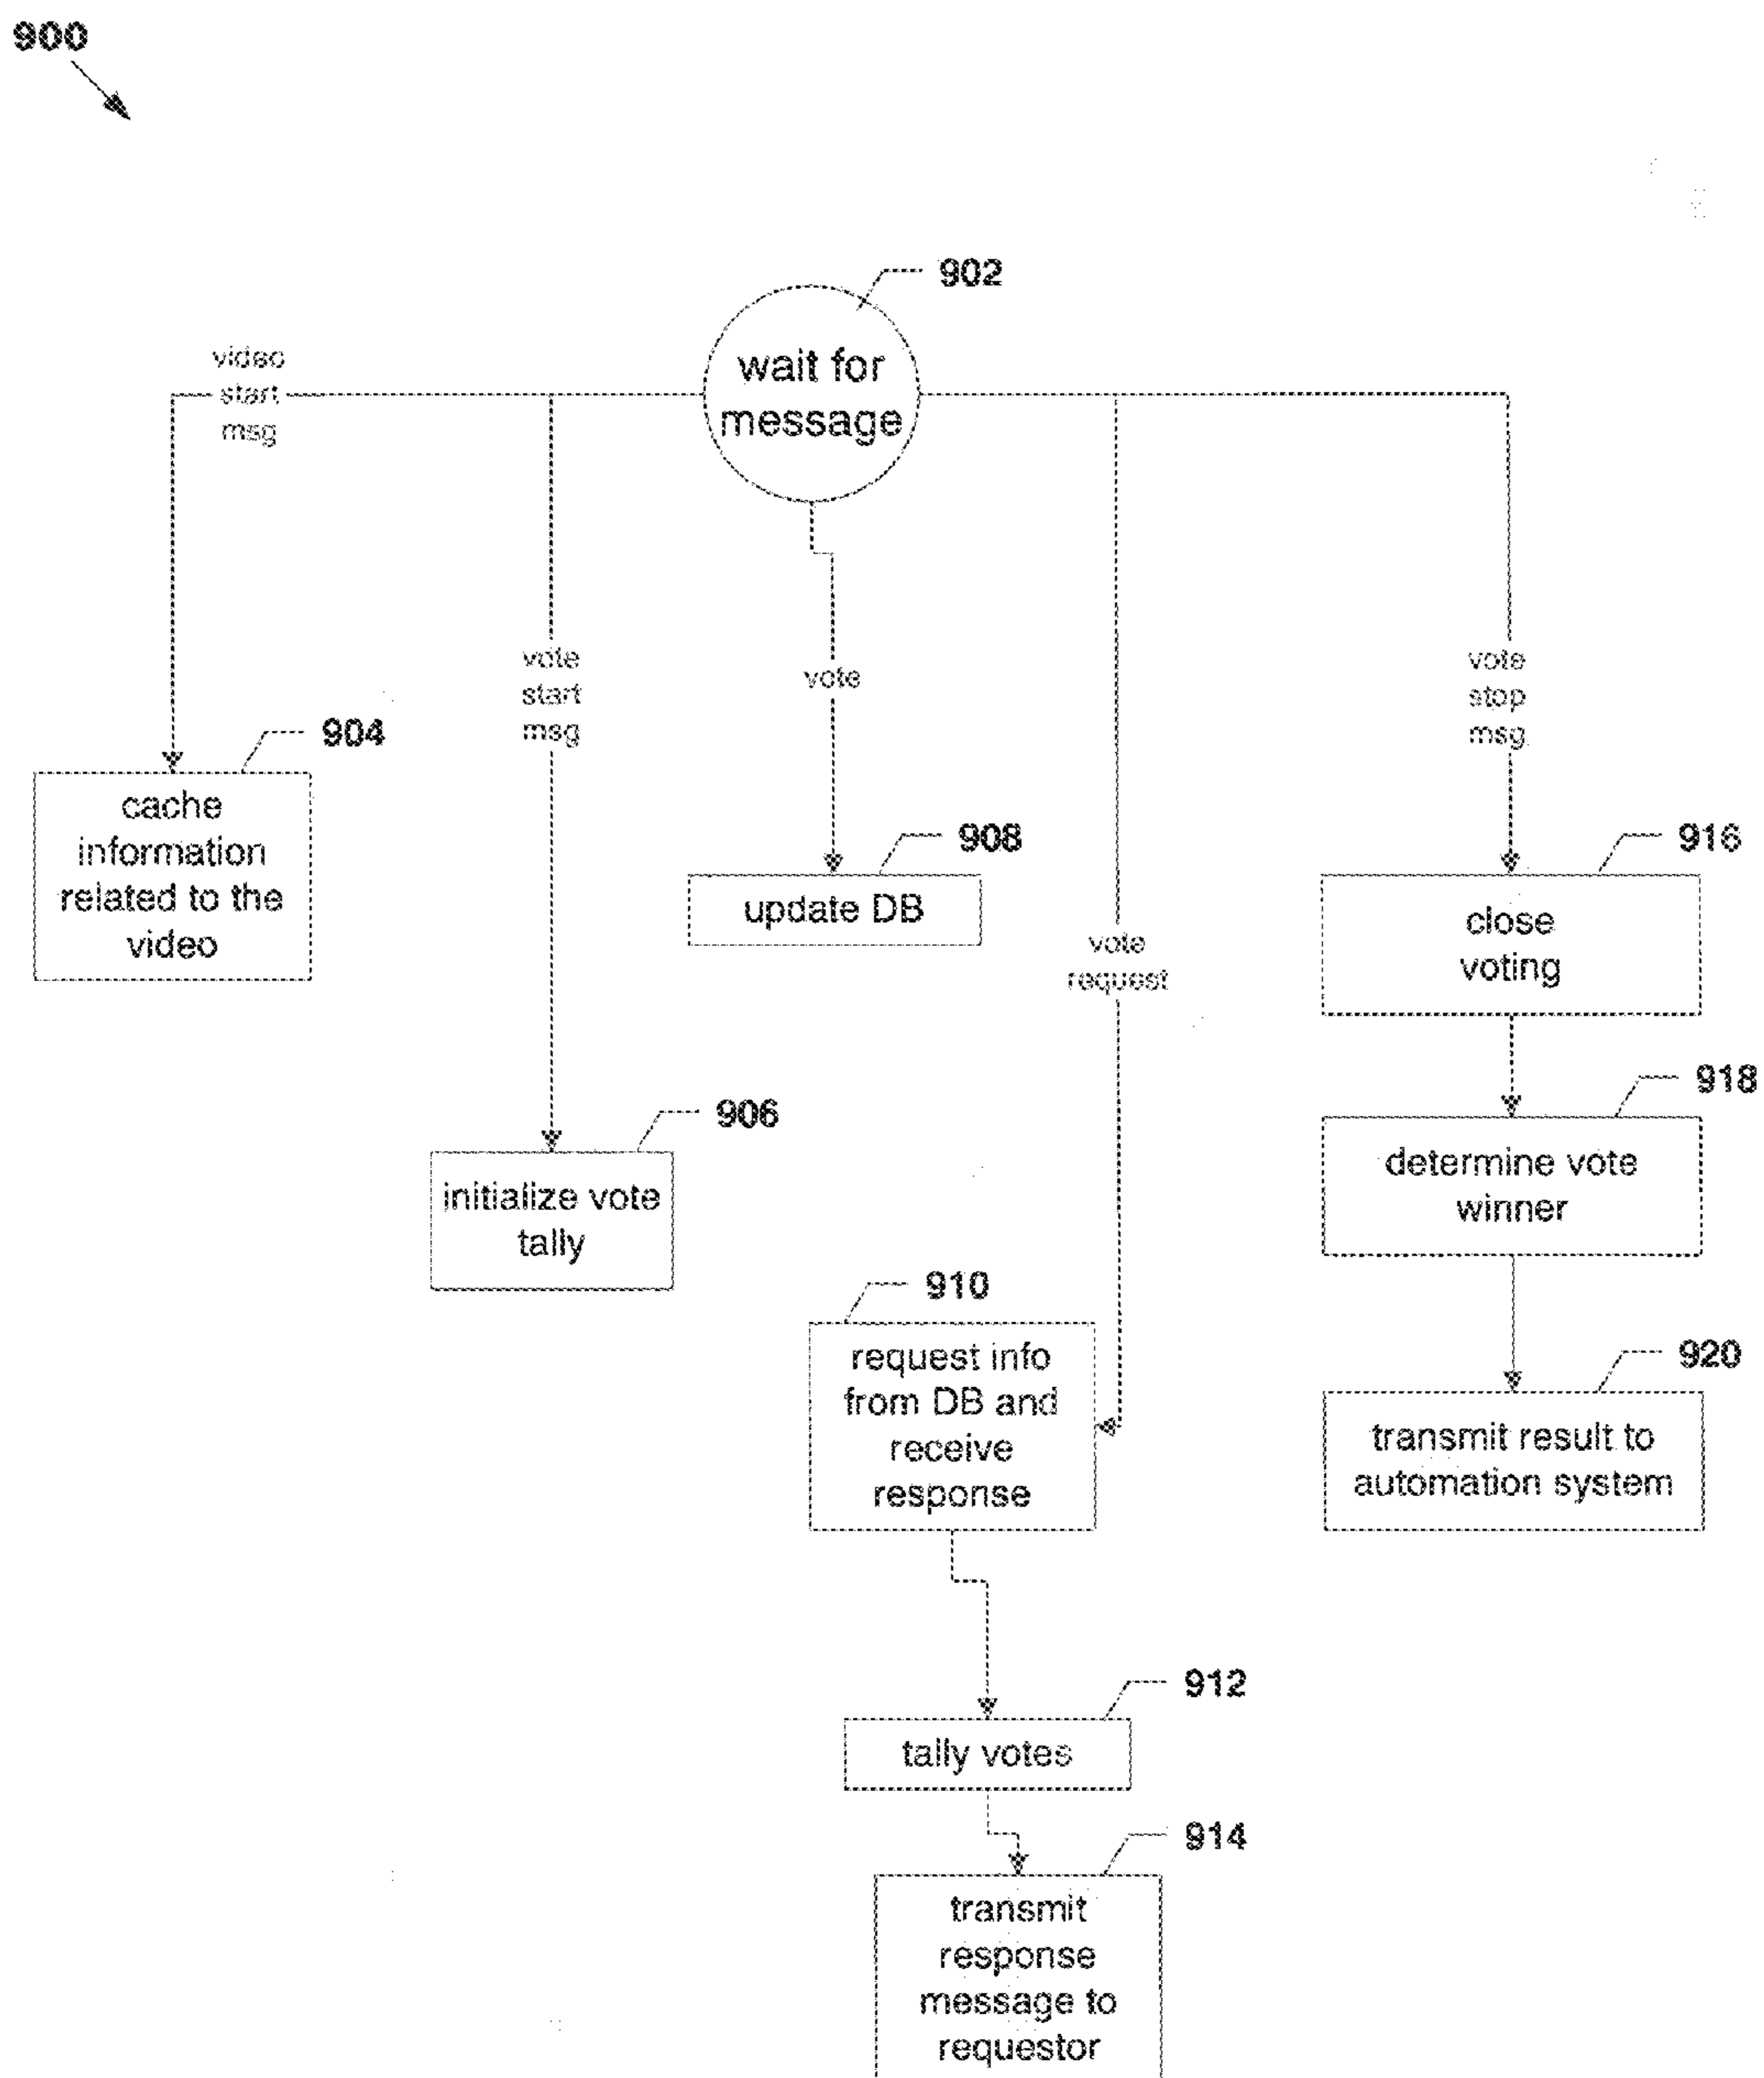 900
902
wait for
message
video
start
msg
vote
start
msg
vote
vote
stop
msg
904
cache
information
related to the
video
908
update DB
916
close
voting
vote
request
906
initialize vote
tally
918
determine vote
winner
910
request info
from DB and
receive
response
920
transmit result to
automation system
912
tally votes
914
transmit
response
message to
requestor